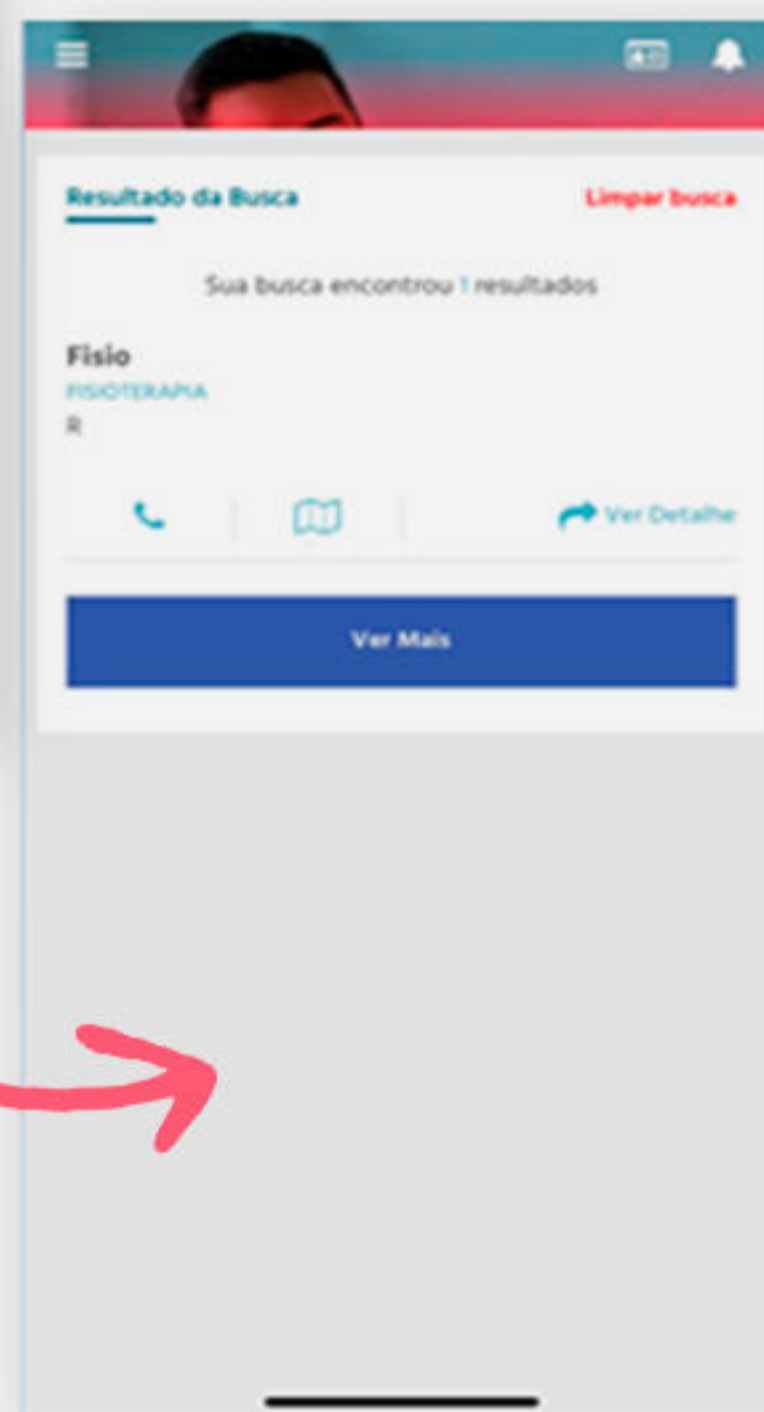 Resultado da Busca
Limpar busca
Sua busca encontrou 1 resultados
Fisio
FISIOTERAPIA
R
Ver Detalhe
Ver Mais